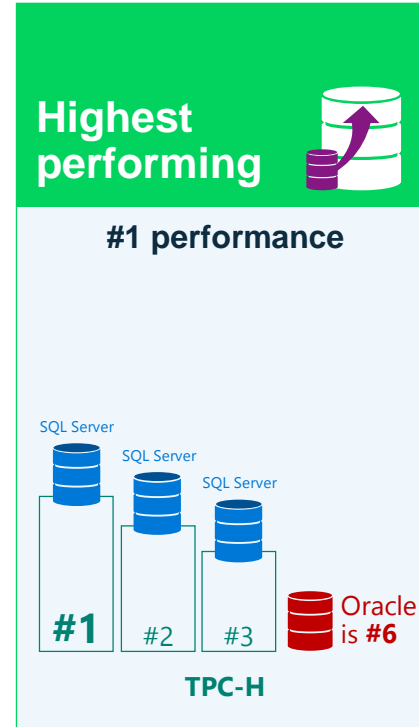 Highest
performing
#1 performance
SQL Server
SQL Server
SQL Server
#1
#2
#3
Oracle
is #6
TPC-H